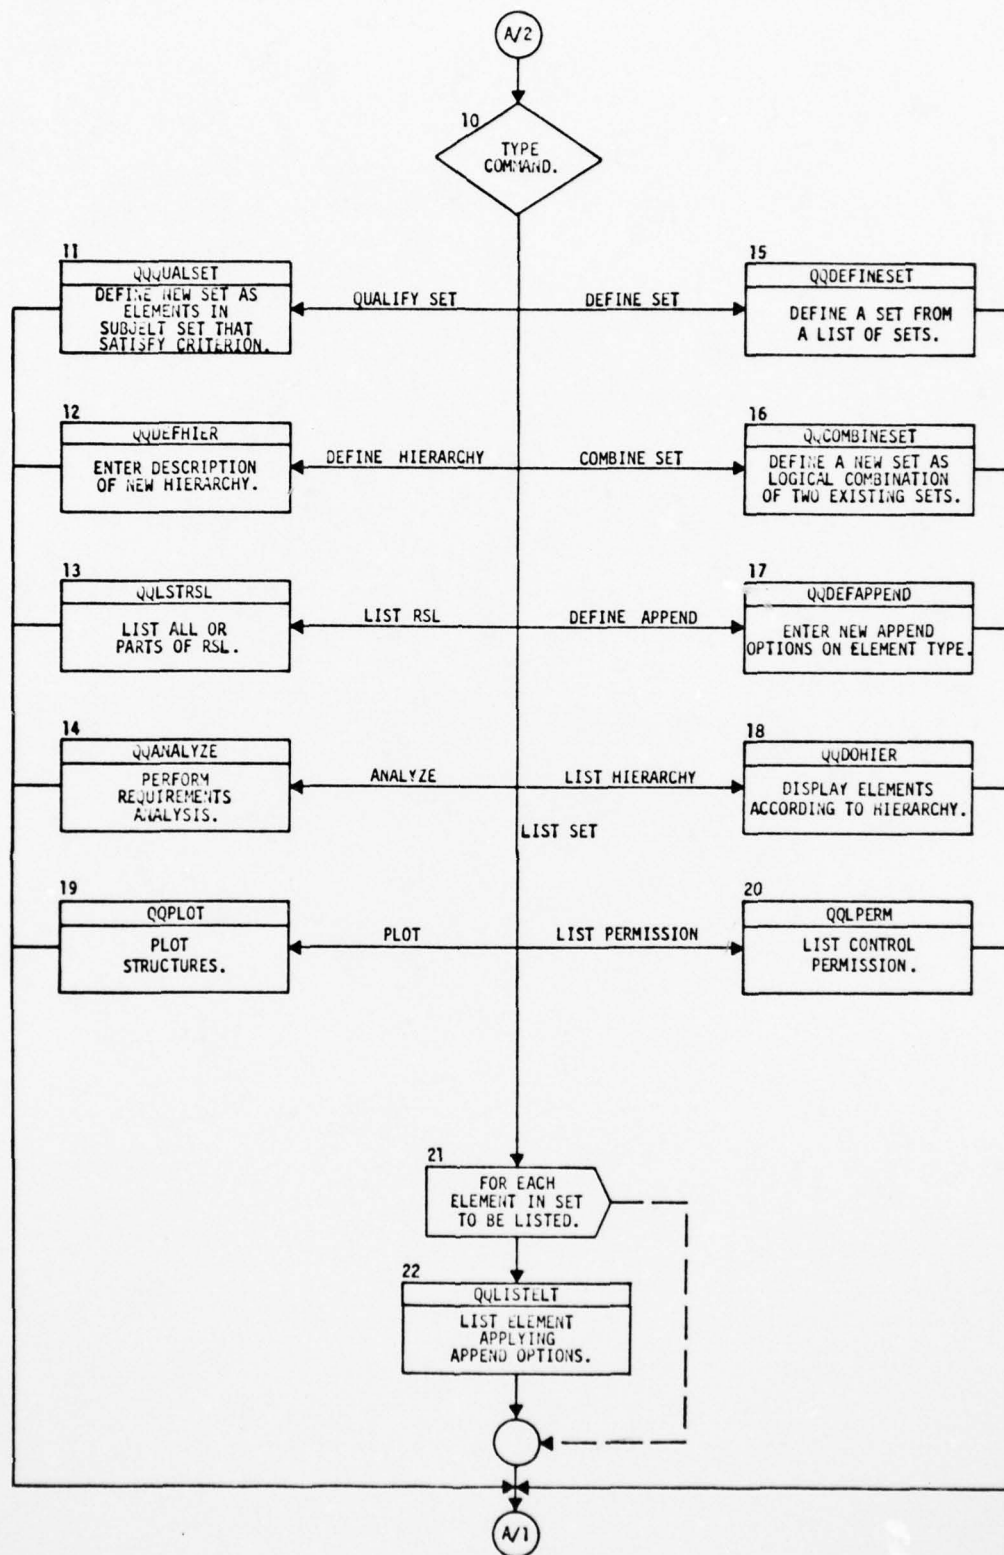 A/2
10
TYPE
COMMAND.
11
QQQUALSET
DEFINE NEW SET AS
ELEMENTS IN
SUBJELT SET THAT
SATISFY CRITERION.
QUALIFY SET
DEFINE SET
15
QQDEFINESET
DEFINE A SET FROM
A LIST OF SETS.
12
QQDEFHIER
ENTER DESCRIPTION
OF NEW HIERARCHY.
DEFINE HIERARCHY
COMBINE SET
16
QQCOMBINESET
DEFINE A NEW SET AS
LOGICAL COMBINATION
OF TWO EXISTING SETS.
13
QQLSTRSL
LIST ALL OR
PARTS OF RSL.
LIST RSL
DEFINE APPEND
17
QQDEFAPPEND
ENTER NEW APPEND
OPTIONS ON ELEMENT TYPE.
14
QQANALYZE
PERFORM
REQUIREMENTS
ANALYSIS.
ANALYZE
LIST HIERARCHY
18
QQDOHIER
DISPLAY ELEMENTS
ACCORDING TO HIERARCHY.
LIST SET
19
QQPLOT
PLOT
STRUCTURES.
PLOT
LIST PERMISSION
20
QQLPERM
LIST CONTROL
PERMISSION.
21
FOR EACH
ELEMENT IN SET
TO BE LISTED.
22
QQLISTELT
LIST ELEMENT
APPLYING
APPEND OPTIONS.
A/1